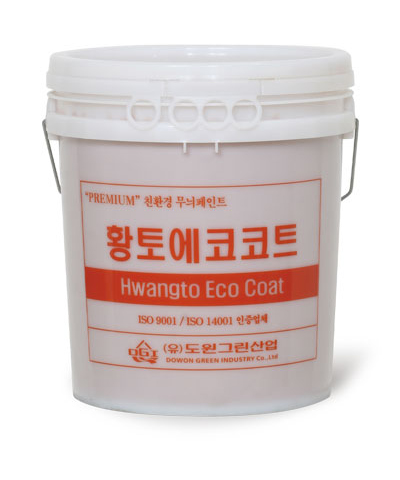 "PREMIUM" 친환경 무늬페인트
황토에코코트
Hwangto Eco Coat
ISO 9001 / ISO 14001 인증업체
DGI (유)도원그린산업
DOWON GREEN INDUSTRY Co.,Ltd